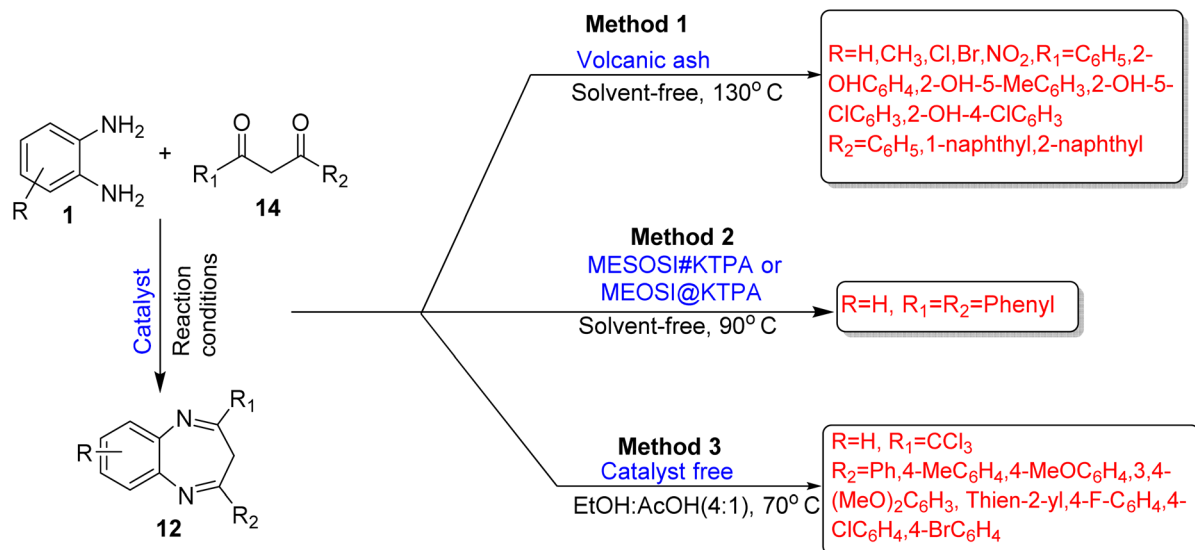 NH₂
NH₂
R
1
+
O O
R₁ R₂
14
Catalyst
Reaction
conditions
N
R₁
R
N
R₂
12
Method 1
Volcanic ash
Solvent-free, 130° C
R=H,CH₃,Cl,Br,NO₂,R₁=C₆H₅,2-
OHC₆H₄,2-OH-5-MeC₆H₃,2-OH-5-
ClC₆H₃,2-OH-4-ClC₆H₃
R₂=C₆H₅,1-naphthyl,2-naphthyl
Method 2
MESOSI#KTPA or
MEOSI@KTPA
Solvent-free, 90° C
R=H, R₁=R₂=Phenyl
Method 3
Catalyst free
EtOH:AcOH(4:1), 70° C
R=H, R₁=CCl₃
R₂=Ph,4-MeC₆H₄,4-MeOC₆H₄,3,4-
(MeO)₂C₆H₃, Thien-2-yl,4-F-C₆H₄,4-
ClC₆H₄,4-BrC₆H₄